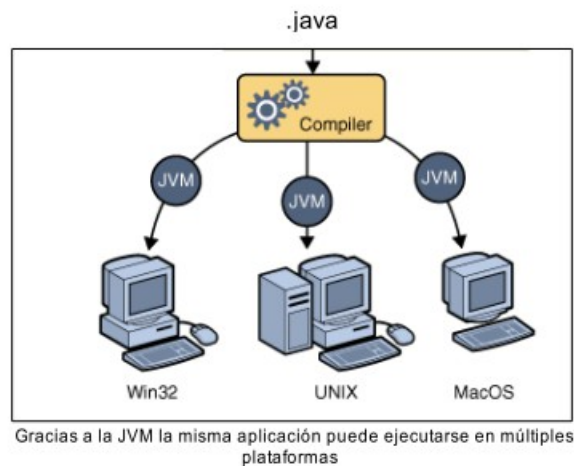 .java
Compiler
JVM
JVM
JVM
Win32
UNIX
MacOS
Gracias a la JVM la misma aplicación puede ejecutarse en múltiples
plataformas